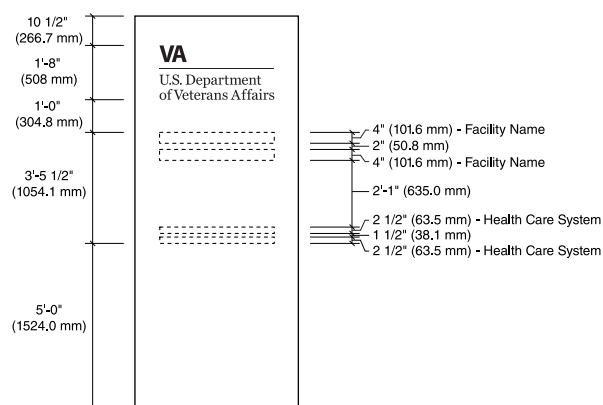 10 1/2"
(266.7 mm)
1'-8"
(508 mm)
1'-0"
(304.8 mm)
3'-5 1/2"
(1054.1 mm)
5'-0"
(1524.0 mm)
VA
U.S. Department
of Veterans Affairs
4" (101.6 mm) - Facility Name
2" (50.8 mm)
4" (101.6 mm) - Facility Name
2'-1" (635.0 mm)
2 1/2" (63.5 mm) - Health Care System
1 1/2" (38.1 mm)
2 1/2" (63.5 mm) - Health Care System